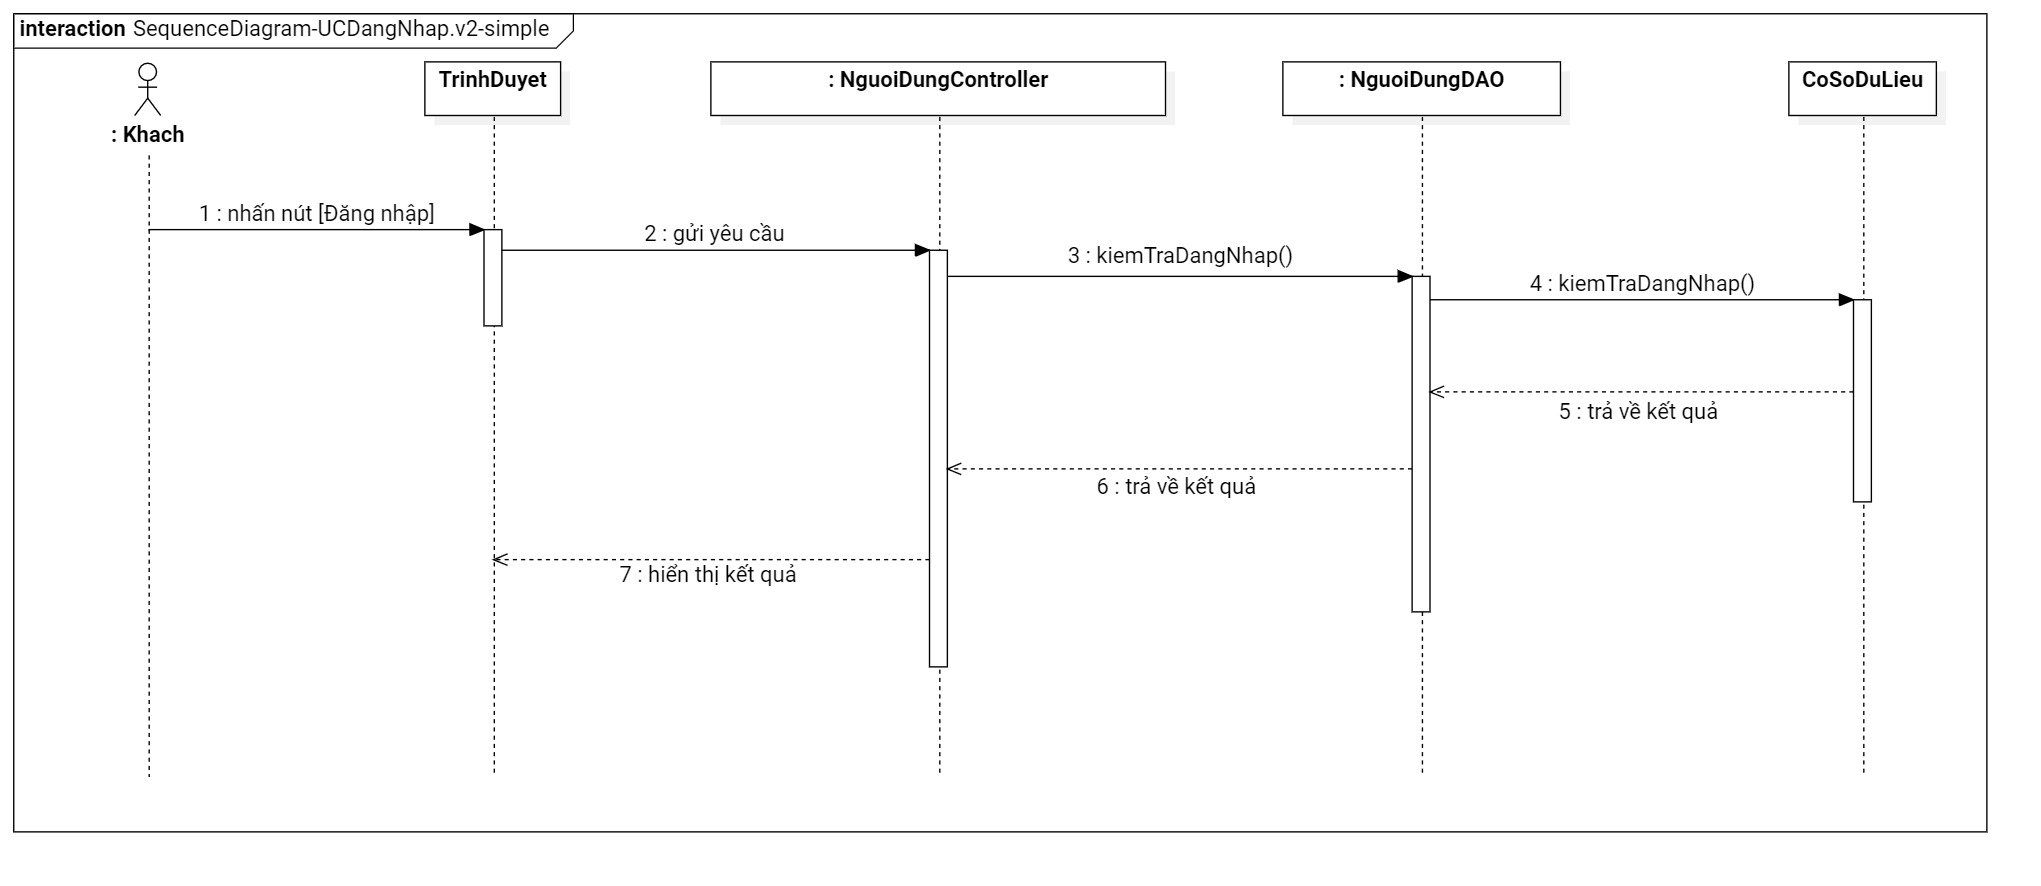 interaction SequenceDiagram-UCDangNhap.v2-simple
: Khach
TrinhDuyet
: NguoiDungController
: NguoiDungDAO
CoSoDuLieu
1 : nhấn nút [Đăng nhập]
2 : gửi yêu cầu
3 : kiemTraDangNhap()
4 : kiemTraDangNhap()
5 : trả về kết quả
6 : trả về kết quả
7 : hiển thị kết quả